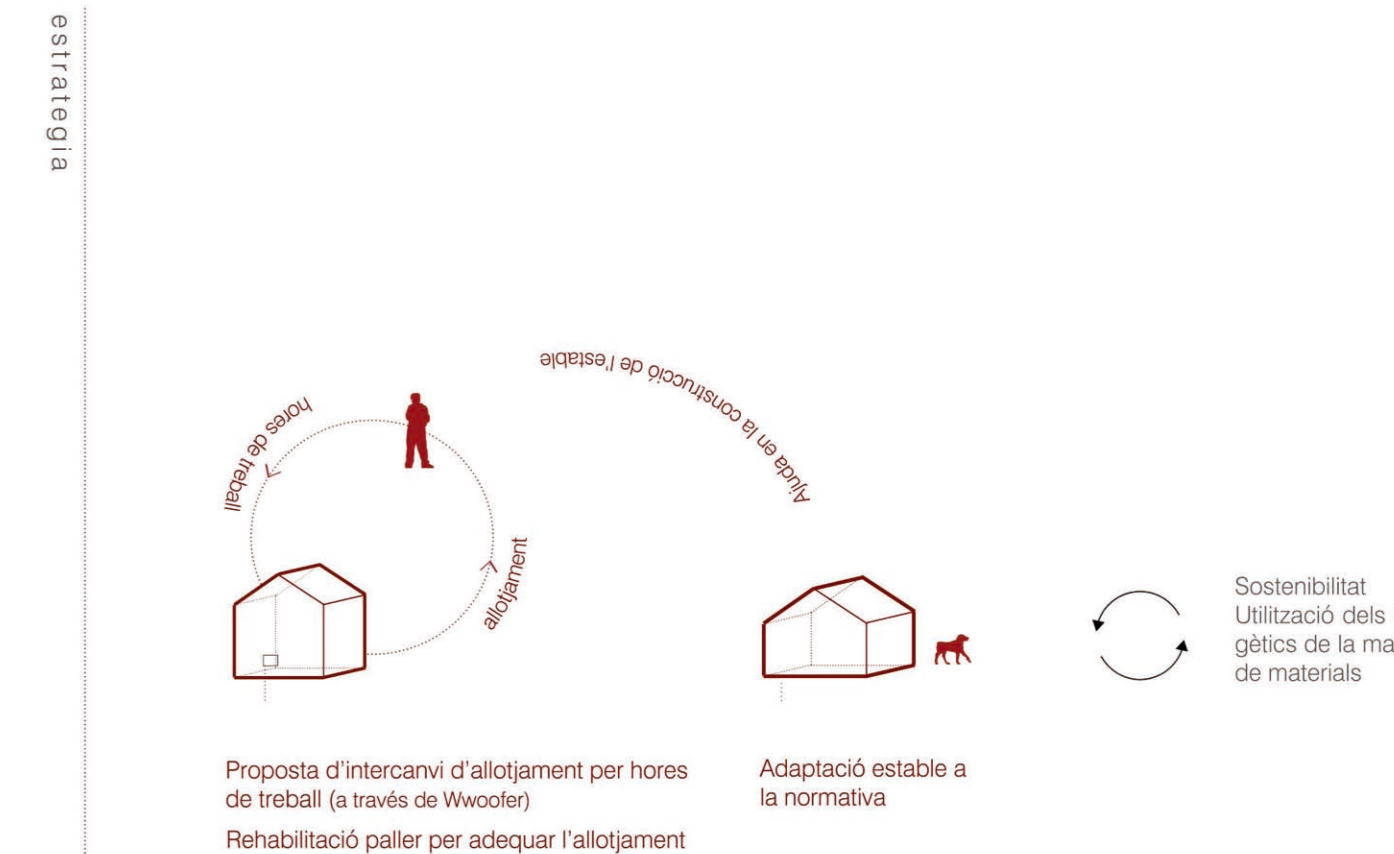 estrategia
Ajuda en la construcció de l'estable
hores de treball
allotjament
Sostenibilitat
Utilització dels
gètics de la ma
de materials
Proposta d'intercanvi d'allotjament per hores
de treball (a través de Wwoofer)
Rehabilitació paller per adequar l'allotjament
Adaptació estable a
la normativa